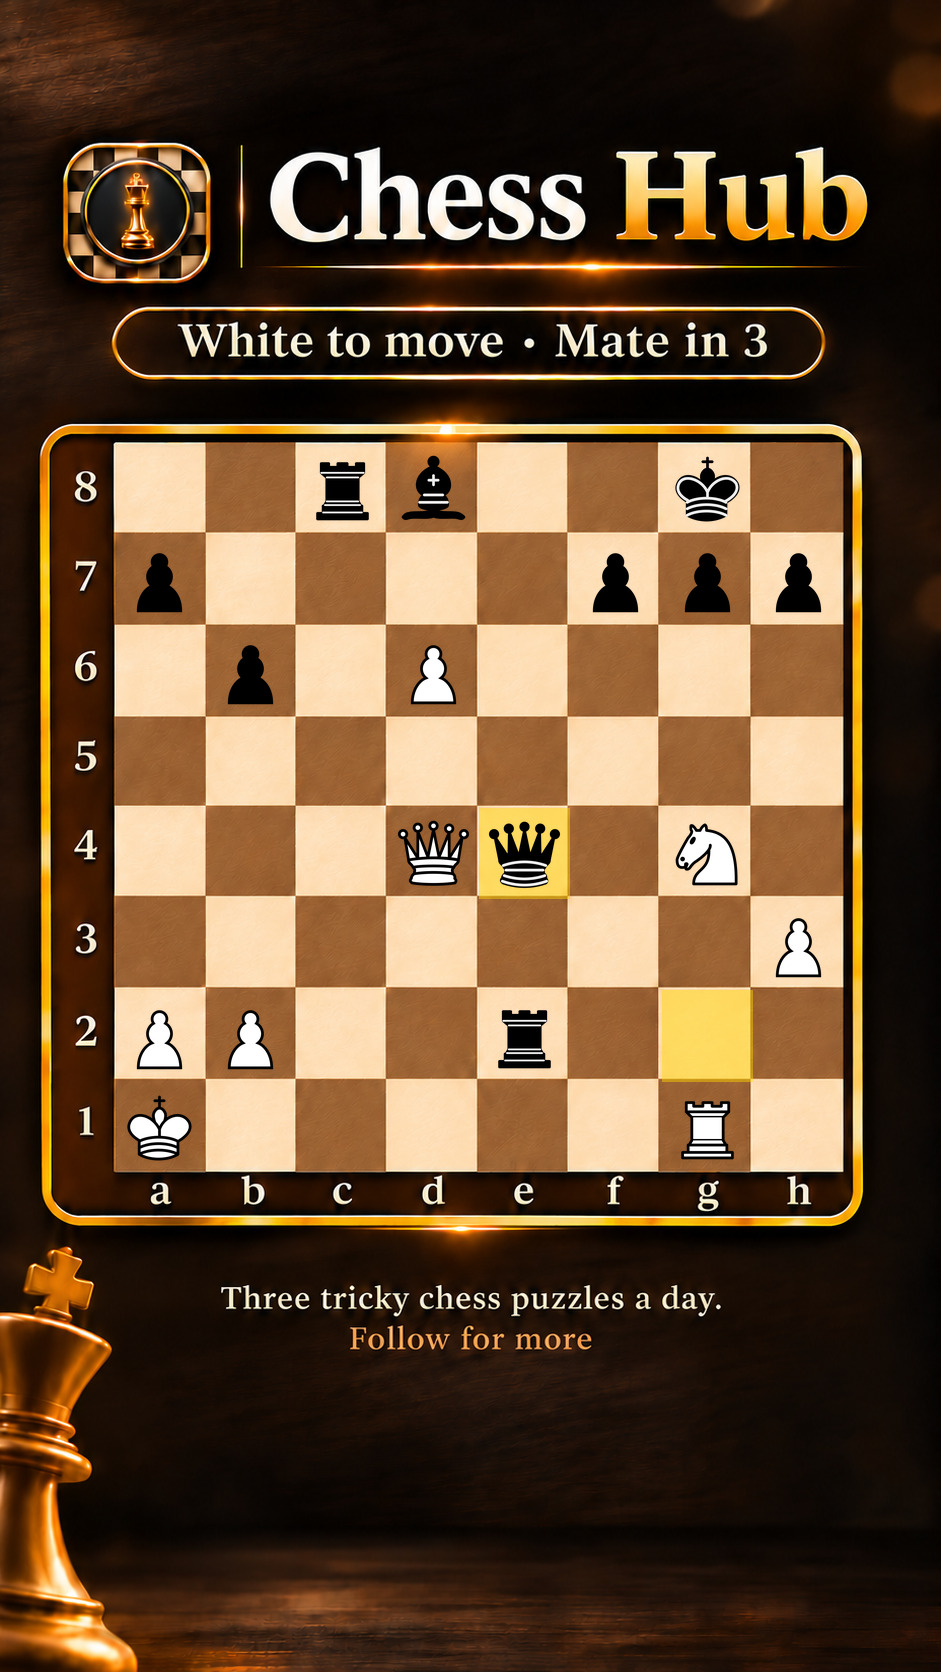 Chess Hub
White to move • Mate in 3
8
7
6
5
4
3
2
1
a b c d e f g h
Three tricky chess puzzles a day.
Follow for more